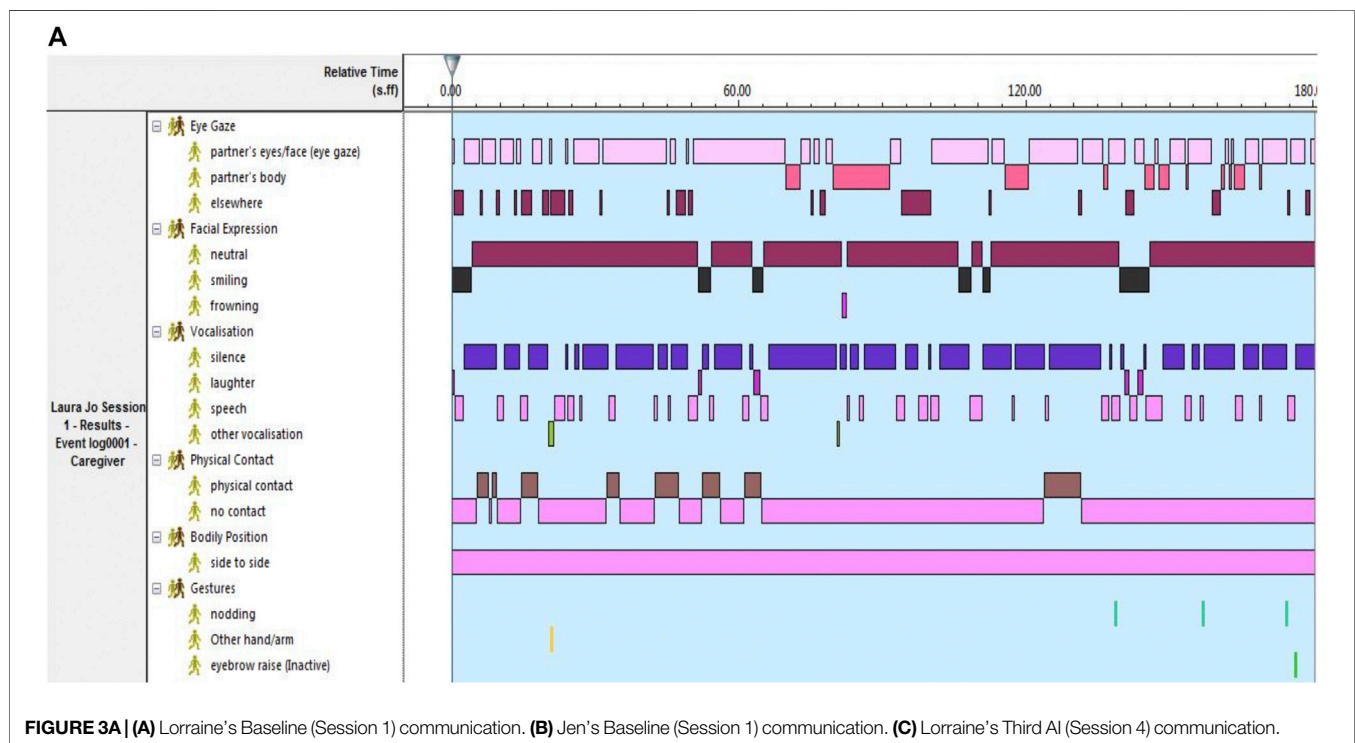 A
Relative Time
(s.ff)
0.00 60.00 120.00 180.
Eye Gaze
partner's eyes/face (eye gaze)
partner's body
elsewhere
Facial Expression
neutral
smiling
frowning
Vocalisation
silence
laughter
speech
other vocalisation
Physical Contact
physical contact
no contact
Bodily Position
side to side
Gestures
nodding
Other hand/arm
eyebrow raise (Inactive)
Laura Jo Session
1 - Results -
Event log0001 -
Caregiver
FIGURE 3A | (A) Lorraine's Baseline (Session 1) communication. (B) Jen's Baseline (Session 1) communication. (C) Lorraine's Third AI (Session 4) communication.